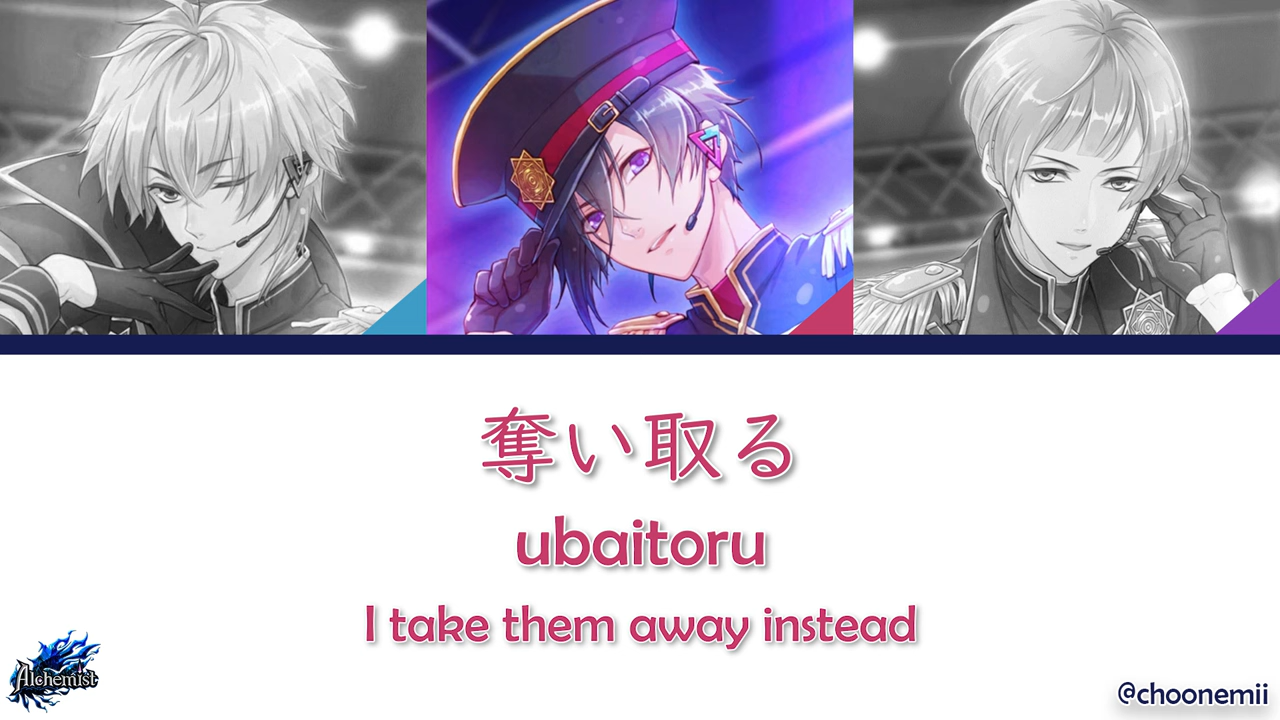 奪い取る
ubaitoru
I take them away instead
Alchemist
@choonemii